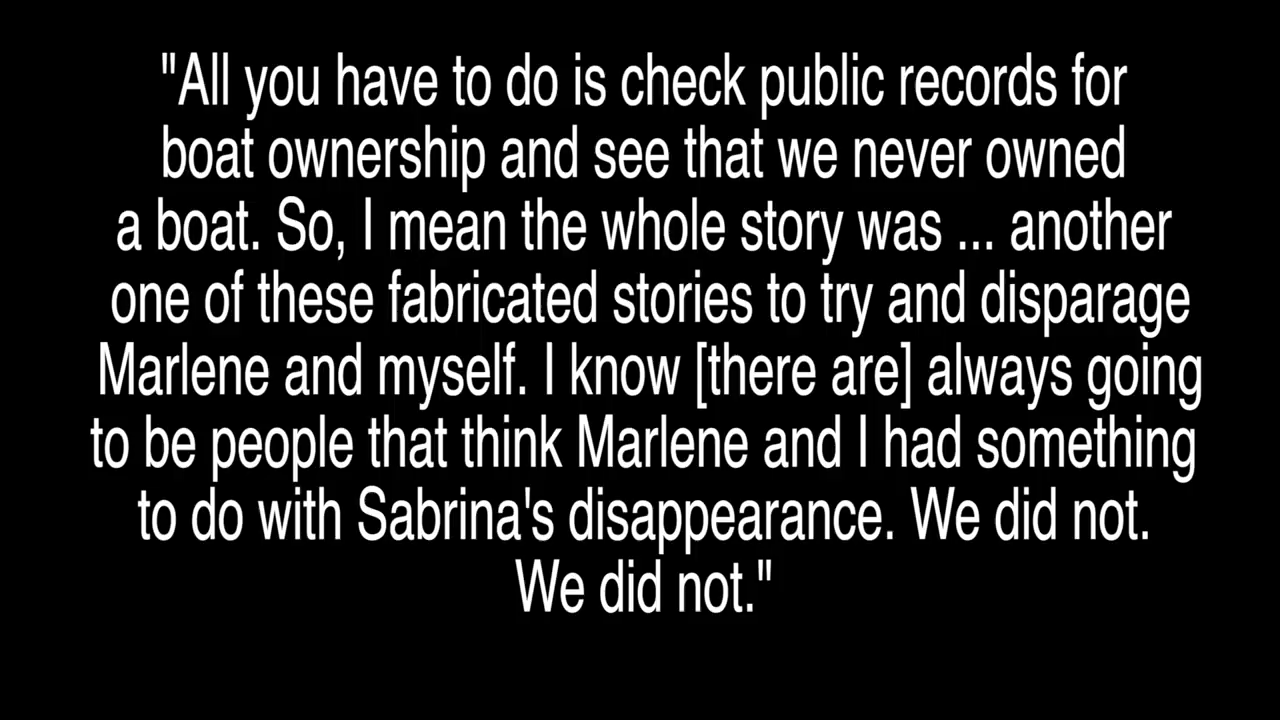 "All you have to do is check public records for
boat ownership and see that we never owned
a boat. So, I mean the whole story was ... another
one of these fabricated stories to try and disparage
Marlene and myself. I know [there are] always going
to be people that think Marlene and I had something
to do with Sabrina's disappearance. We did not.
We did not."